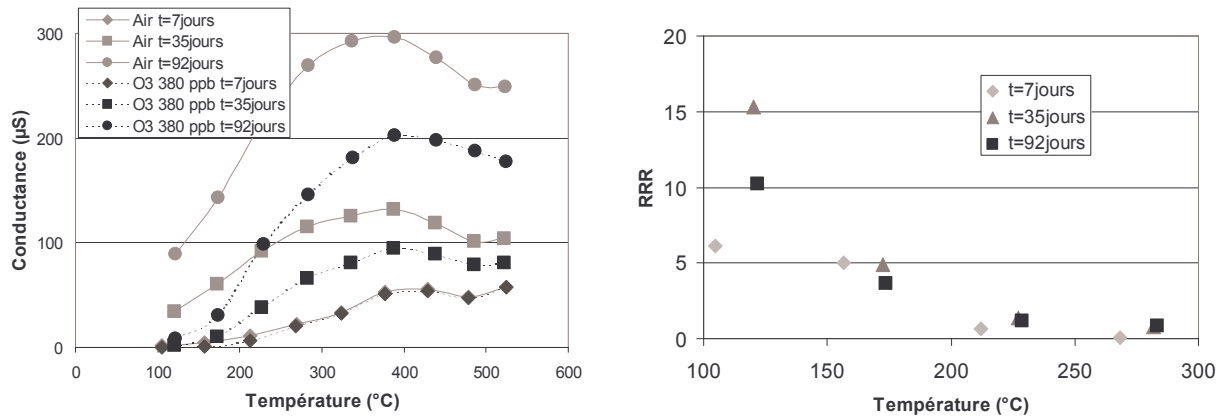 Air t=7jours
Air t=35jours
Air t=92jours
O3 380 ppb t=7jours
O3 380 ppb t=35jours
O3 380 ppb t=92jours
300
200
100
0
Conductance (µS)
0 100 200 300 400 500 600
Température (°C)
20
15
10
5
0
RRR
t=7jours
t=35jours
t=92jours
100 150 200 250 300
Température (°C)